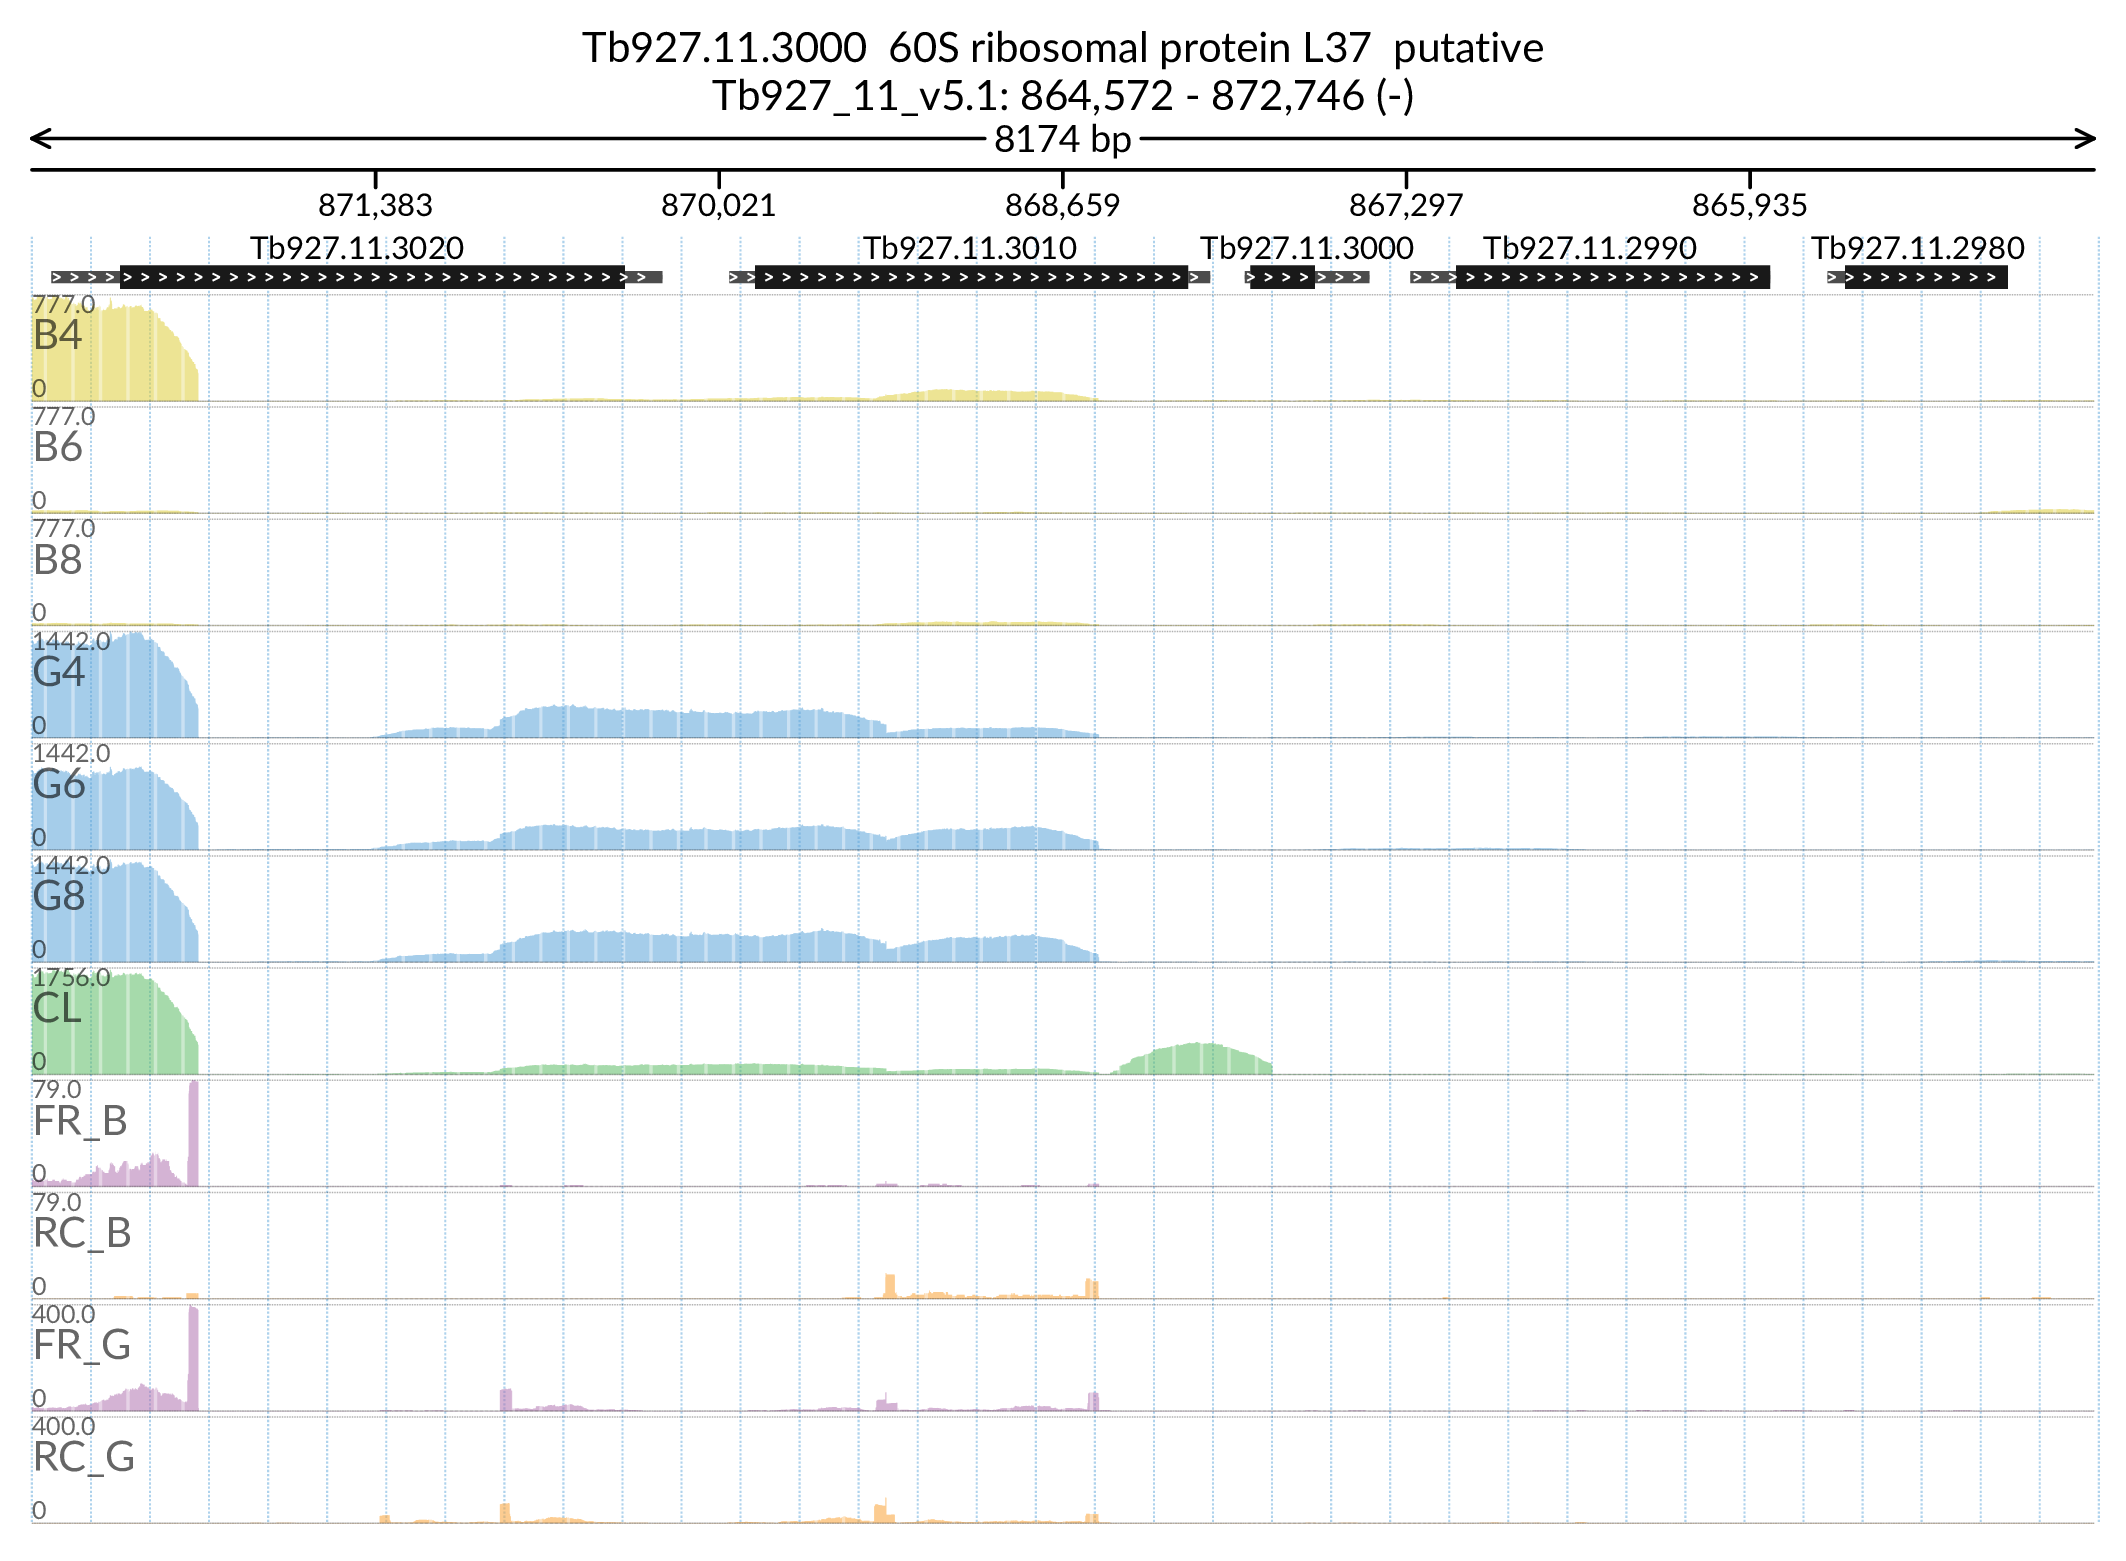 Tb927.11.3000 60S ribosomal protein L37 putative
Tb927_11_v5.1: 864,572 - 872,746 (-)
8174 bp
871,383 870,021 868,659 867,297 865,935
Tb927.11.3020 Tb927.11.3010 Tb927.11.3000 Tb927.11.2990 Tb927.11.2980
777.0
B4
0
777.0
B6
0
777.0
B8
0
1442.0
G4
0
1442.0
G6
0
1442.0
G8
0
1756.0
CL
0
79.0
FR_B
0
79.0
RC_B
0
400.0
FR_G
0
400.0
RC_G
0